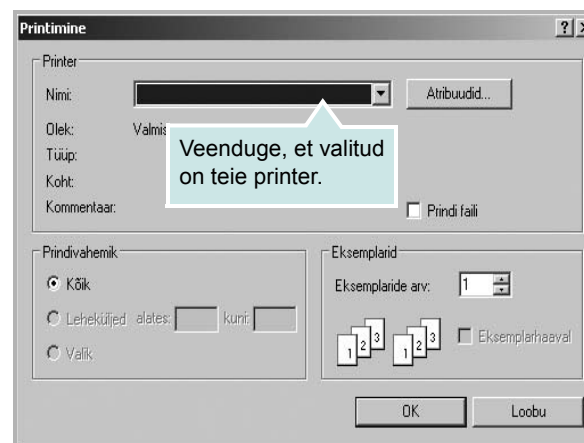 Printimine
Printer
Nimi:
Atribuudid...
Olek:
Tüüp:
Veenduge, et valitud
on teie printer.
Koht:
Kommentaar:
Prindi faili
Prindivahemik
Kõik
Leheküljed alates: kuni:
Valik
Eksemplarid
Eksemplaride arv: 1
1 2 3 1 2 3
Eksemplarhaaval
OK Loobu